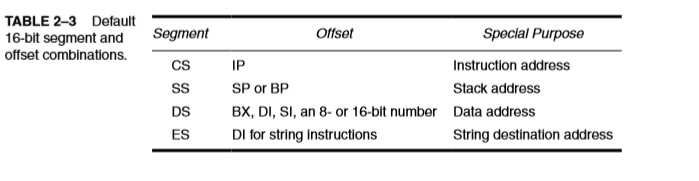 TABLE 2–3 Default
16-bit segment and
offset combinations.
Segment Offset Special Purpose
CS IP Instruction address
SS SP or BP Stack address
DS BX, DI, SI, an 8- or 16-bit number Data address
ES DI for string instructions String destination address